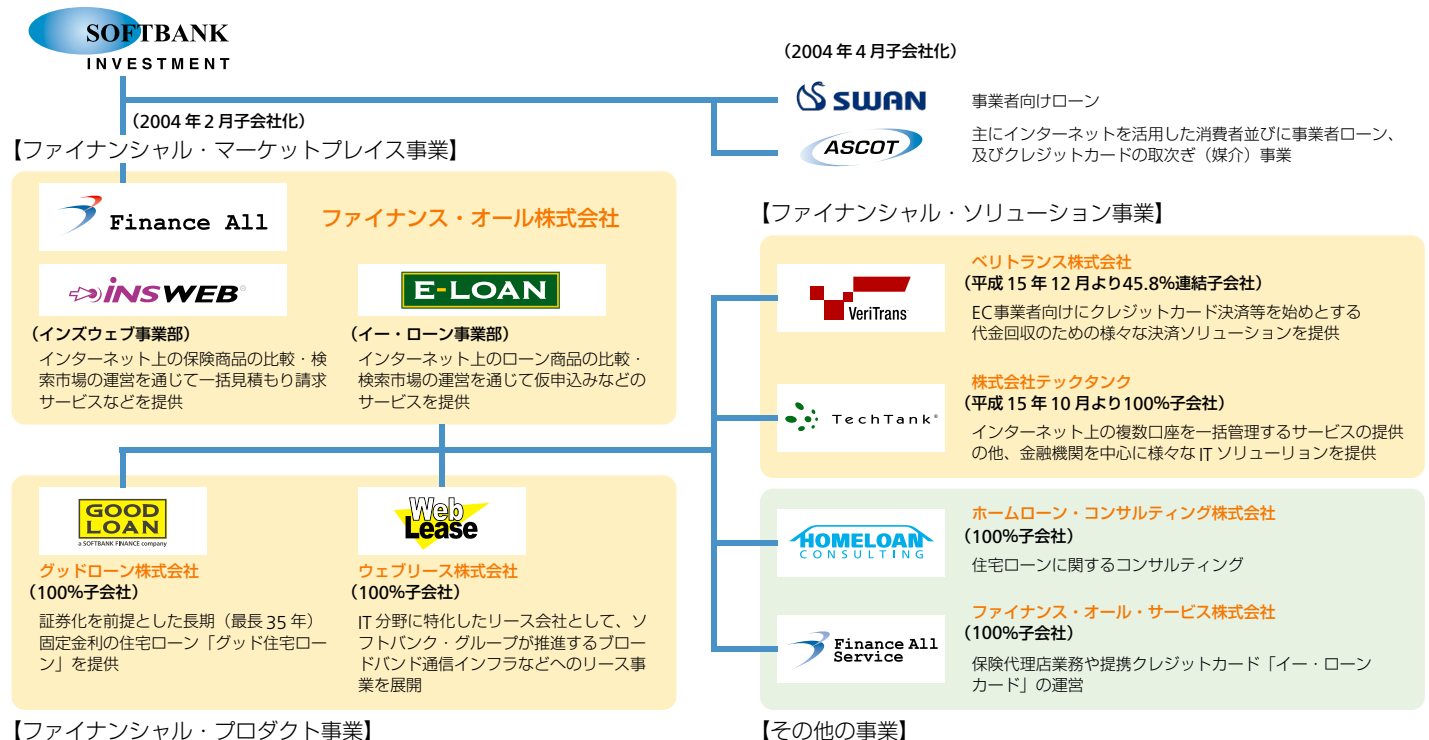 SOFTBANK
INVESTMENT
（2004年4月子会社化）
SWAN
事業者向けローン
ASCOT
主にインターネットを活用した消費者並びに事業者ローン、
及びクレジットカードの取次ぎ（媒介）事業
（2004年2月子会社化）
【ファイナンシャル・マーケットプレイス事業】
Finance All
ファイナンス・オール株式会社
INSWEB®
（インズウェブ事業部）
インターネット上の保険商品の比較・検
索市場の運営を通じて一括見積もり請求
サービスなどを提供
E-LOAN
（イー・ローン事業部）
インターネット上のローン商品の比較・
検索市場の運営を通じて仮申込みなどの
サービスを提供
GOOD
LOAN
a SOFTBANK FINANCE company
グッドローン株式会社
（100%子会社）
証券化を前提とした長期（最長35年）
固定金利の住宅ローン「グッド住宅ロー
ン」を提供
Web
Lease
ウェブリース株式会社
（100%子会社）
IT分野に特化したリース会社として、ソ
フトバンク・グループが推進するブロー
ドバンド通信インフラなどへのリース事
業を展開
【ファイナンシャル・プロダクト事業】
【ファイナンシャル・ソリューション事業】
VeriTrans
ベリトランス株式会社
（平成15年12月より45.8%連結子会社）
EC事業者向けにクレジットカード決済等を始めとする
代金回収のための様々な決済ソリューションを提供
TechTank®
株式会社テックタンク
（平成15年10月より100%子会社）
インターネット上の複数口座を一括管理するサービスの提供
の他、金融機関を中心に様々なITソリューリョンを提供
HOMELOAN
CONSULTING
ホームローン・コンサルティング株式会社
（100%子会社）
住宅ローンに関するコンサルティング
Finance All
Service
ファイナンス・オール・サービス株式会社
（100%子会社）
保険代理店業務や提携クレジットカード「イー・ローン
カード」の運営
【その他の事業】